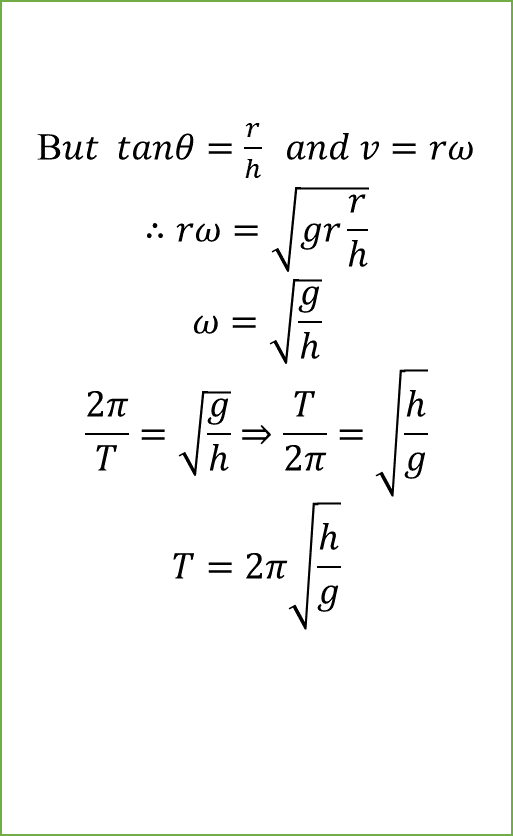 But tanθ = r/h and v = rω
∴ rω = √(gr r/h)
ω = √(g/h)
2π/T = √(g/h) ⇒ T/2π = √(h/g)
T = 2π√(h/g)